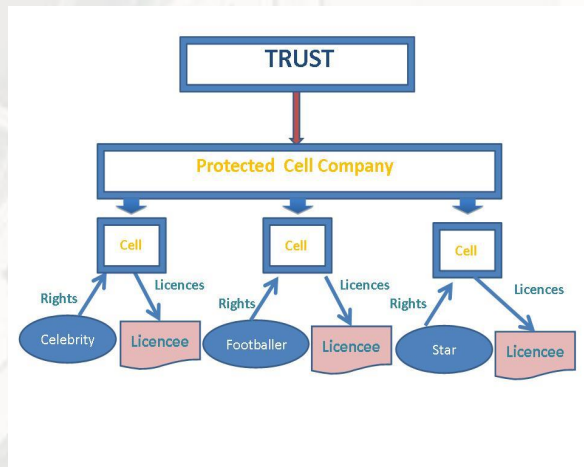 TRUST
Protected Cell Company
Cell
Cell
Cell
Rights
Licences
Rights
Licences
Rights
Licences
Celebrity
Licencee
Footballer
Licencee
Star
Licencee